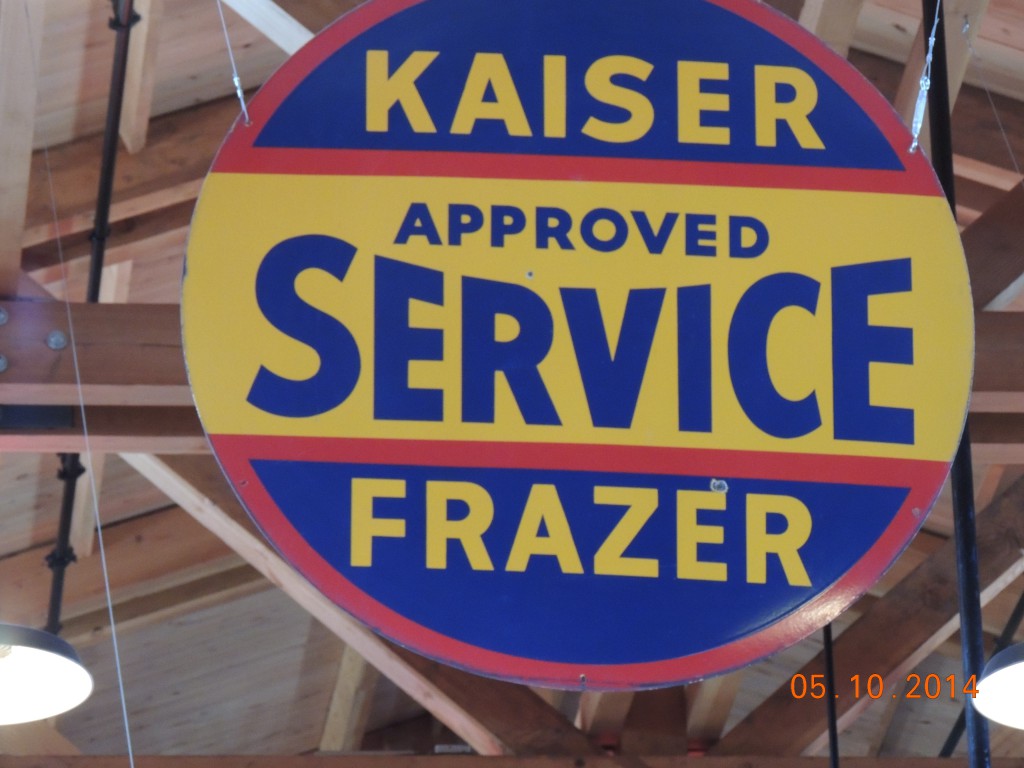 KAISER
APPROVED
SERVICE
FRAZER
05.10.2014